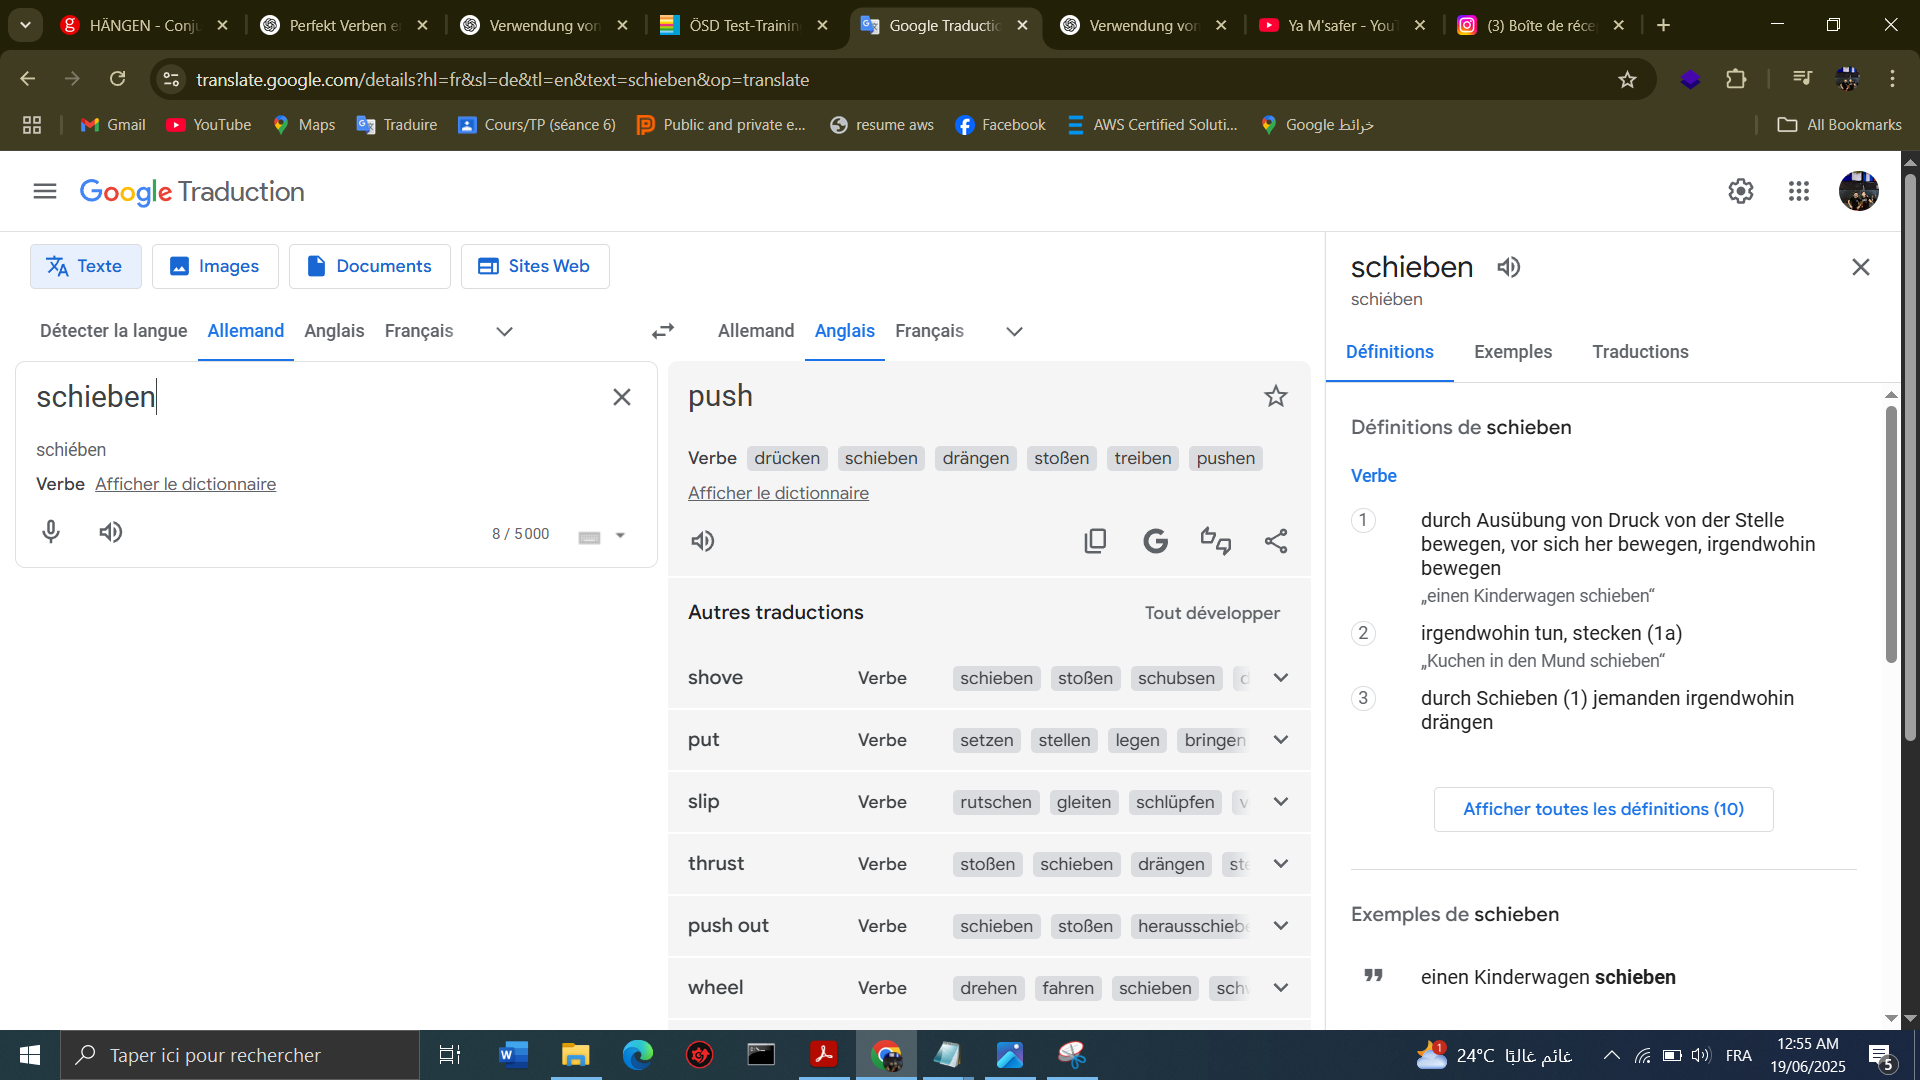 HÄNGEN - Conju
Perfekt Verben e
Verwendung von
ÖSD Test-Trainin
Google Traductio
Verwendung von
Ya M'safer - YouT
(3) Boîte de réce
translate.google.com/details?hl=fr&sl=de&tl=en&text=schieben&op=translate
Gmail
YouTube
Maps
Traduire
Cours/TP (séance 6)
Public and private e...
resume aws
Facebook
AWS Certified Soluti...
خرائط Google
All Bookmarks
Google Traduction
Texte
Images
Documents
Sites Web
Détecter la langue
Allemand
Anglais
Français
Allemand
Anglais
Français
schieben
schiében
Verbe Afficher le dictionnaire
8 / 5 000
push
Verbe drücken schieben drängen stoßen treiben pushen
Afficher le dictionnaire
Autres traductions
Tout développer
shove Verbe schieben stoßen schubsen
put Verbe setzen stellen legen bringen
slip Verbe rutschen gleiten schlüpfen
thrust Verbe stoßen schieben drängen
push out Verbe schieben stoßen herausschiebe
wheel Verbe drehen fahren schieben
schieben
schiében
Définitions
Exemples
Traductions
Définitions de schieben
Verbe
1 durch Ausübung von Druck von der Stelle
bewegen, vor sich her bewegen, irgendwohin
bewegen
„einen Kinderwagen schieben“
2 irgendwohin tun, stecken (1a)
„Kuchen in den Mund schieben“
3 durch Schieben (1) jemanden irgendwohin
drängen
Afficher toutes les définitions (10)
Exemples de schieben
einen Kinderwagen schieben
Taper ici pour rechercher
1
24°C غائم غالبًا
FRA
12:55 AM
19/06/2025
5